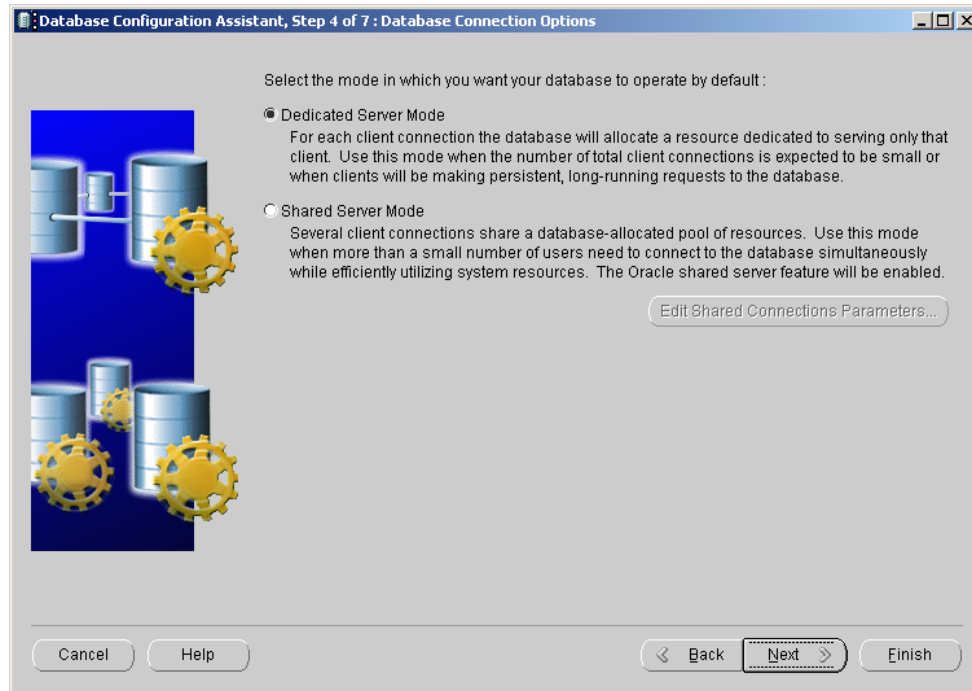 Database Configuration Assistant, Step 4 of 7 : Database Connection Options
Select the mode in which you want your database to operate by default :
Dedicated Server Mode
For each client connection the database will allocate a resource dedicated to serving only that
client. Use this mode when the number of total client connections is expected to be small or
when clients will be making persistent, long-running requests to the database.
Shared Server Mode
Several client connections share a database-allocated pool of resources. Use this mode
when more than a small number of users need to connect to the database simultaneously
while efficiently utilizing system resources. The Oracle shared server feature will be enabled.
Edit Shared Connections Parameters...
Cancel Help Back Next Finish